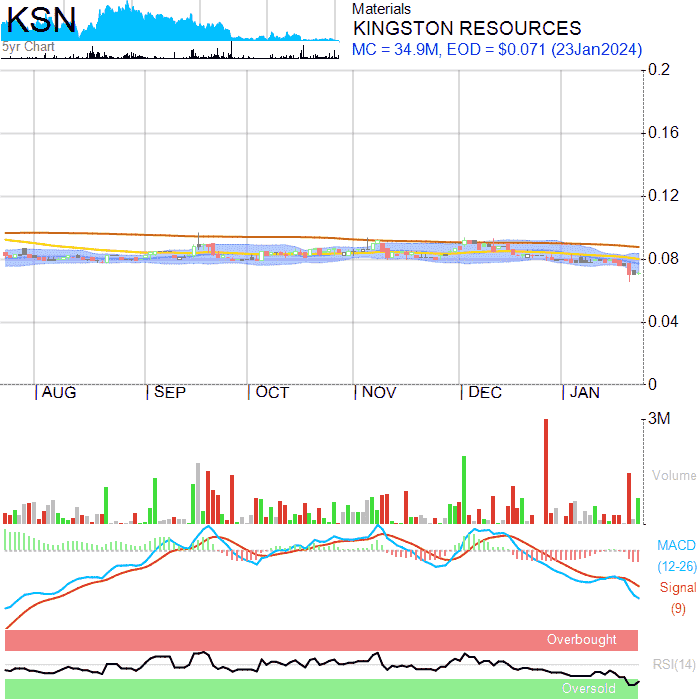 KSN
5yr Chart
Materials
KINGSTON RESOURCES
MC = 34.9M, EOD = $0.071 (23Jan2024)
0.2
0.16
0.12
0.08
0.04
0
AUG SEP OCT NOV DEC JAN
3M
Volume
MACD
(12-26)
Signal
(9)
Overbought
RSI(14)
Oversold